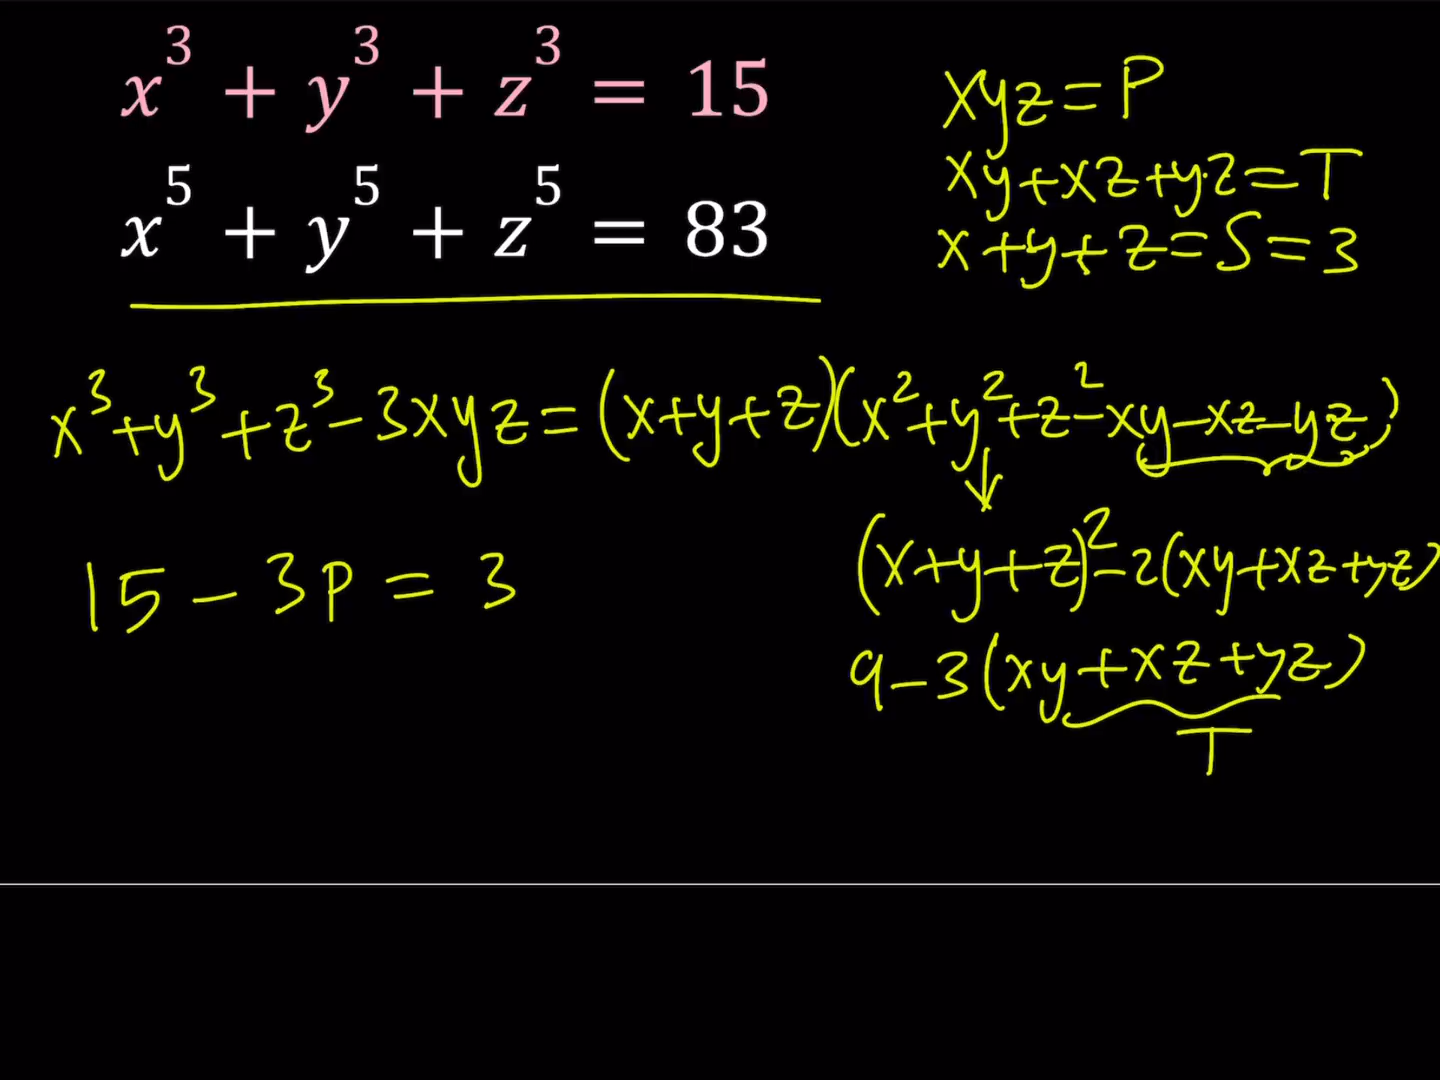 x³ + y³ + z³ = 15
x⁵ + y⁵ + z⁵ = 83
xyz = P
xy + xz + yz = T
x + y + z = S = 3
x³ + y³ + z³ - 3xyz = (x + y + z)(x² + y² + z² - xy - xz - yz)
↓
(x + y + z)² - 2(xy + xz + yz)
15 - 3P = 3
9 - 3(xy + xz + yz)
T